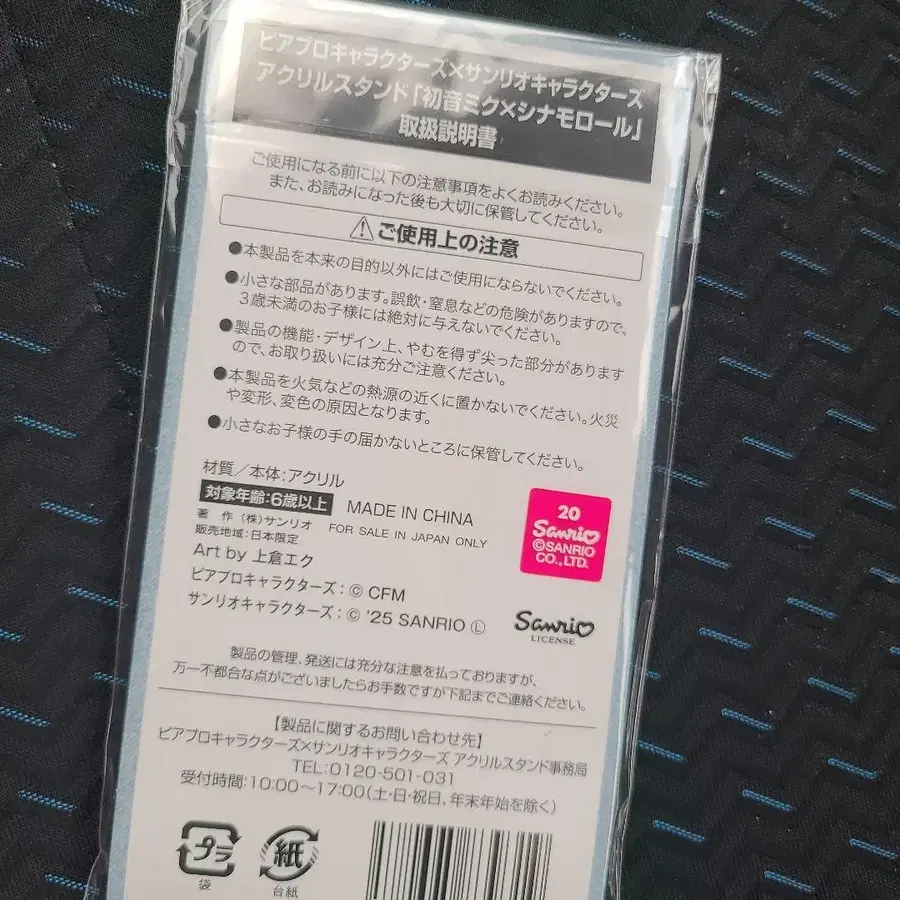 ピアプロキャラクターズ×サンリオキャラクターズ
アクリルスタンド「初音ミク×シナモロール」
取扱説明書
ご使用になる前に以下の注意事項をよくお読みください。
また、お読みになった後も大切に保管してください。
ご使用上の注意
●本製品を本来の目的以外にはご使用にならないでください。
●小さな部品があります。誤飲・窒息などの危険がありますので、
3歳未満のお子様には絶対に与えないでください。
●製品の機能・デザイン上、やむを得ず尖った部分があります
ので、お取り扱いには充分ご注意ください。
●本製品を火気などの熱源の近くに置かないでください。火災
や変形、変色の原因となります。
●小さなお子様の手の届かないところに保管してください。
材質／本体：アクリル
対象年齢：6歳以上 MADE IN CHINA
著 作 (株)サンリオ FOR SALE IN JAPAN ONLY
販売地域：日本限定
Art by 上倉エク
ピアプロキャラクターズ：© CFM
サンリオキャラクターズ：© '25 SANRIO Ⓛ
20
Sanrio
©SANRIO
CO.,LTD.
Sanrio
LICENSE
製品の管理、発送には充分な注意を払っておりますが、
万一不都合な点がございましたらお手数ですが下記までご連絡ください。
【製品に関するお問い合わせ先】
ピアプロキャラクターズ×サンリオキャラクターズ アクリルスタンド事務局
TEL:0120-501-031
受付時間：10:00～17:00(土・日・祝日、年末年始を除く)
プラ
袋
紙
台紙